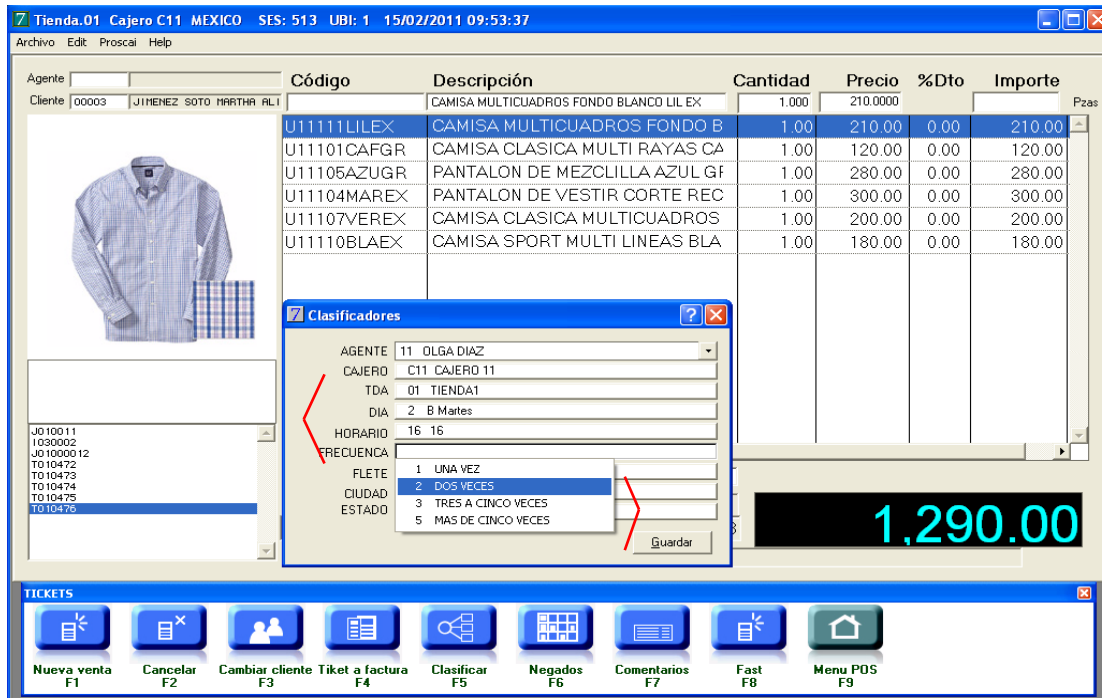 7 Tienda.01 Cajero C11 MEXICO SES: 513 UBI: 1 15/02/2011 09:53:37
Archivo Edit Proscai Help
Agente Código Descripción Cantidad Precio %Dto Importe
Cliente 00003 JIMENEZ SOTO MARTHA ALI CAMISA MULTICUADROS FONDO BLANCO LIL EX 1.000 210.0000 Pzas
U11111LILEX CAMISA MULTICUADROS FONDO B 1.00 210.00 0.00 210.00
U11101CAFGR CAMISA CLASICA MULTI RAYAS CA 1.00 120.00 0.00 120.00
U11105AZUGR PANTALON DE MEZCLILLA AZUL GF 1.00 280.00 0.00 280.00
U11104MAREX PANTALON DE VESTIR CORTE REC 1.00 300.00 0.00 300.00
U11107VEREX CAMISA CLASICA MULTICUADROS 1.00 200.00 0.00 200.00
U11110BLAEX CAMISA SPORT MULTI LINEAS BLA 1.00 180.00 0.00 180.00
7 Clasificadores
AGENTE 11 OLGA DIAZ
CAJERO C11 CAJERO 11
TDA 01 TIENDA1
DIA 2 B Martes
HORARIO 16 16
FRECUENCA
FLETE
CIUDAD
ESTADO
1 UNA VEZ
2 DOS VECES
3 TRES A CINCO VECES
5 MAS DE CINCO VECES
Guardar
J010011
I030002
J01000012
T010472
T010473
T010474
T010475
T010476
1,290.00
TICKETS
Nueva venta Cancelar Cambiar cliente Tiket a factura Clasificar Negados Comentarios Fast Menu POS
F1 F2 F3 F4 F5 F6 F7 F8 F9